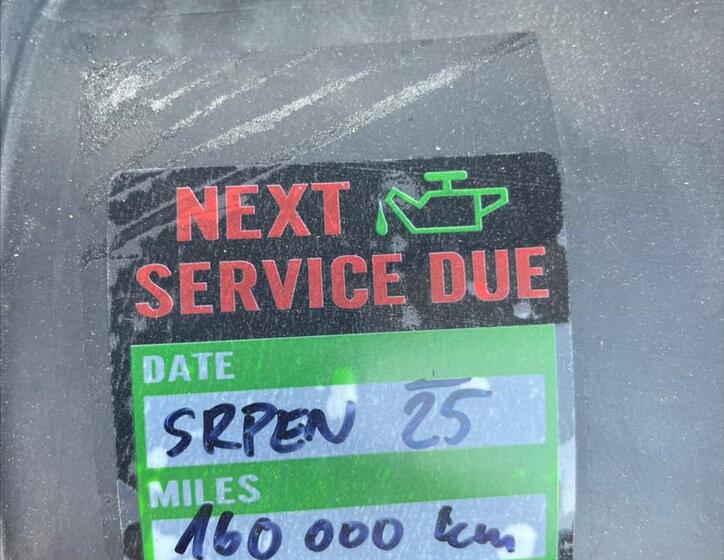 NEXT
SERVICE DUE
DATE
SRPEN 25
MILES
160 000 km